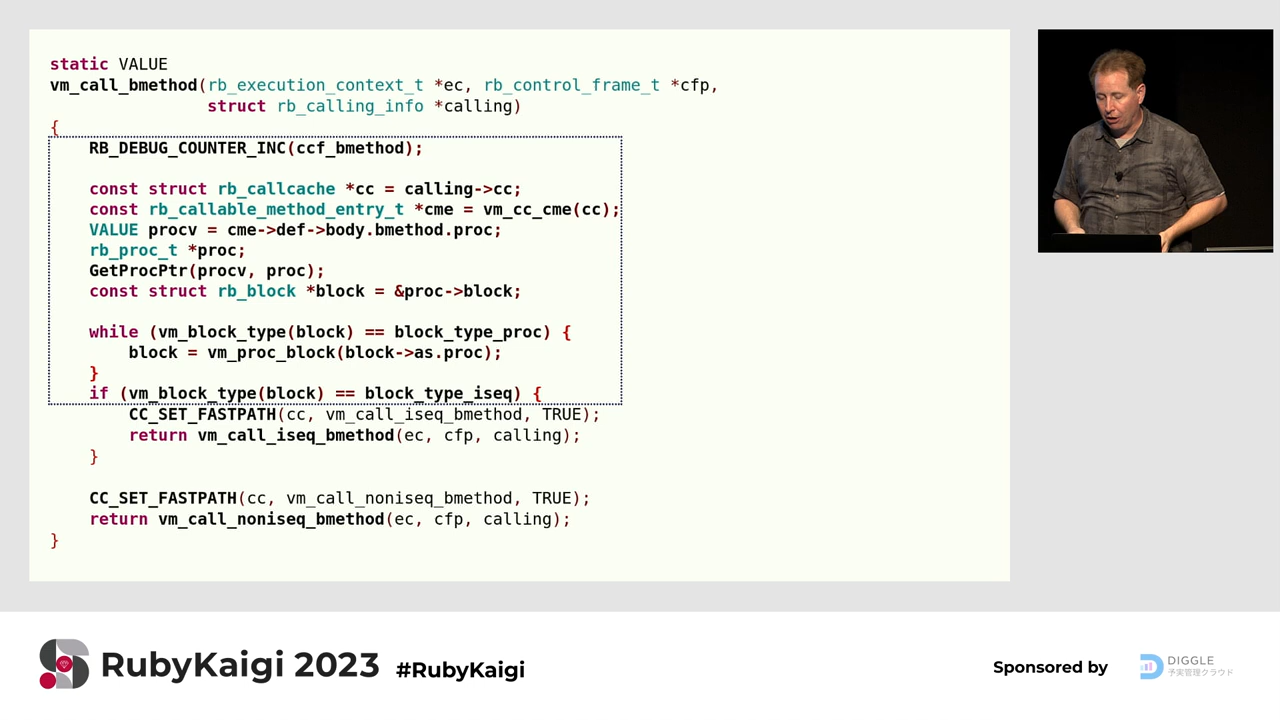 static VALUE
vm_call_bmethod(rb_execution_context_t *ec, rb_control_frame_t *cfp,
struct rb_calling_info *calling)
{
RB_DEBUG_COUNTER_INC(ccf_bmethod);
const struct rb_callcache *cc = calling->cc;
const rb_callable_method_entry_t *cme = vm_cc_cme(cc);
VALUE procv = cme->def->body.bmethod.proc;
rb_proc_t *proc;
GetProcPtr(procv, proc);
const struct rb_block *block = &proc->block;
while (vm_block_type(block) == block_type_proc) {
block = vm_proc_block(block->as.proc);
}
if (vm_block_type(block) == block_type_iseq) {
CC_SET_FASTPATH(cc, vm_call_iseq_bmethod, TRUE);
return vm_call_iseq_bmethod(ec, cfp, calling);
}
CC_SET_FASTPATH(cc, vm_call_noniseq_bmethod, TRUE);
return vm_call_noniseq_bmethod(ec, cfp, calling);
}
RubyKaigi 2023 #RubyKaigi
Sponsored by
DIGGLE
予実管理クラウド